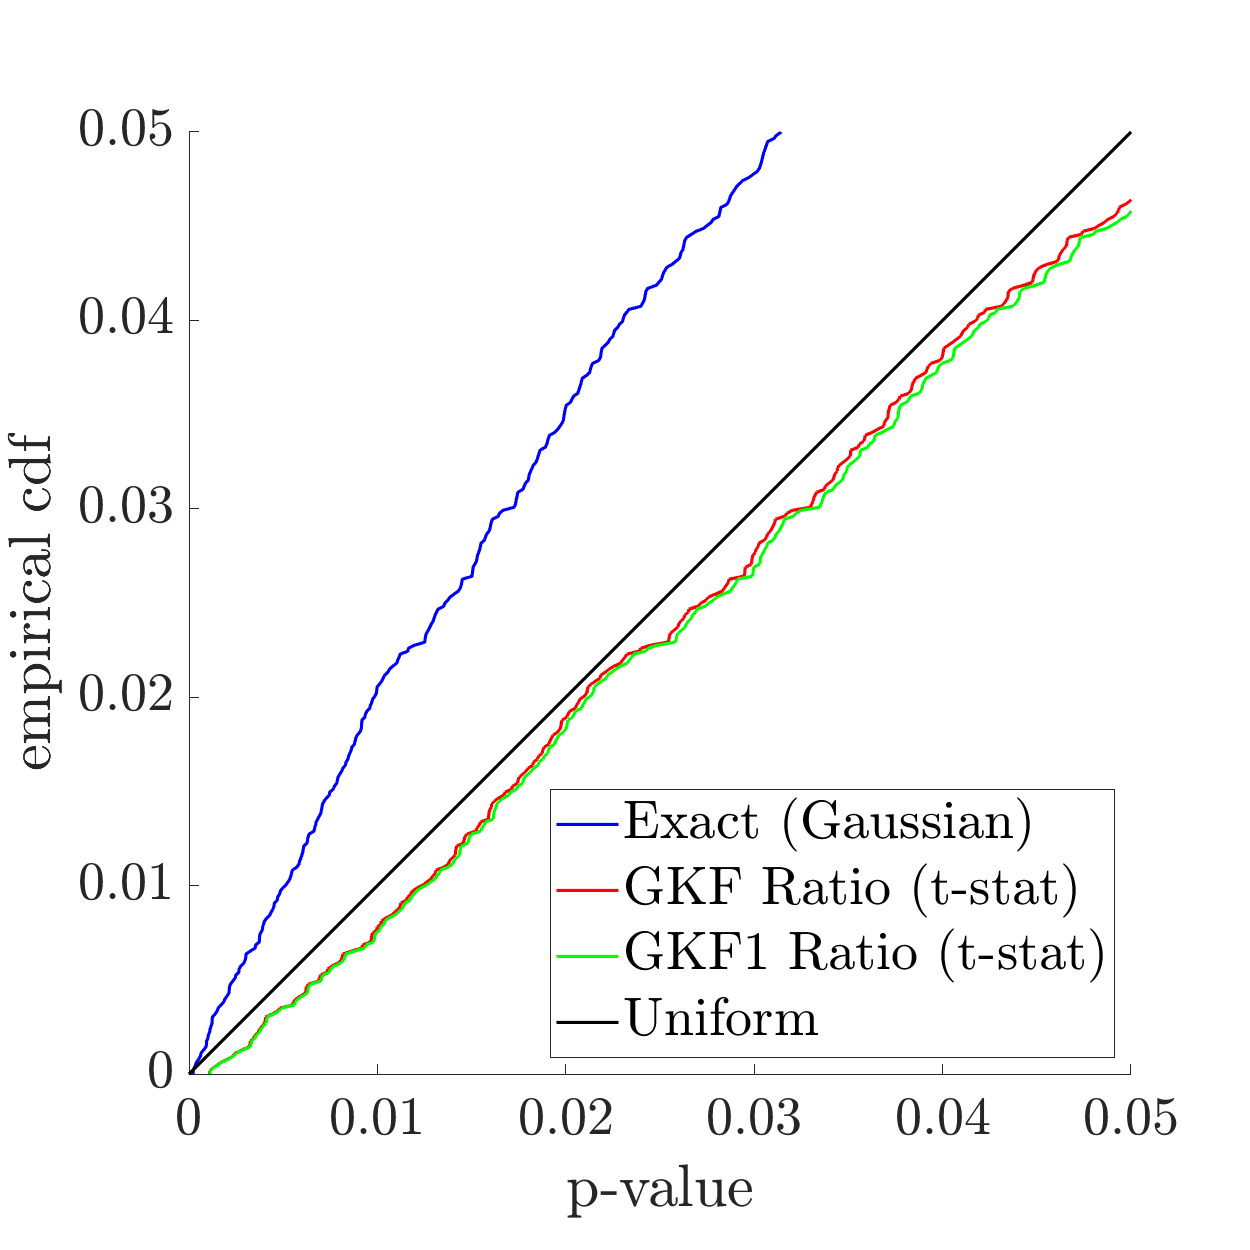 0.05
0.04
0.03
0.02
0.01
0
empirical cdf
Exact (Gaussian)
GKF Ratio (t-stat)
GKF1 Ratio (t-stat)
Uniform
0 0.01 0.02 0.03 0.04 0.05
p-value